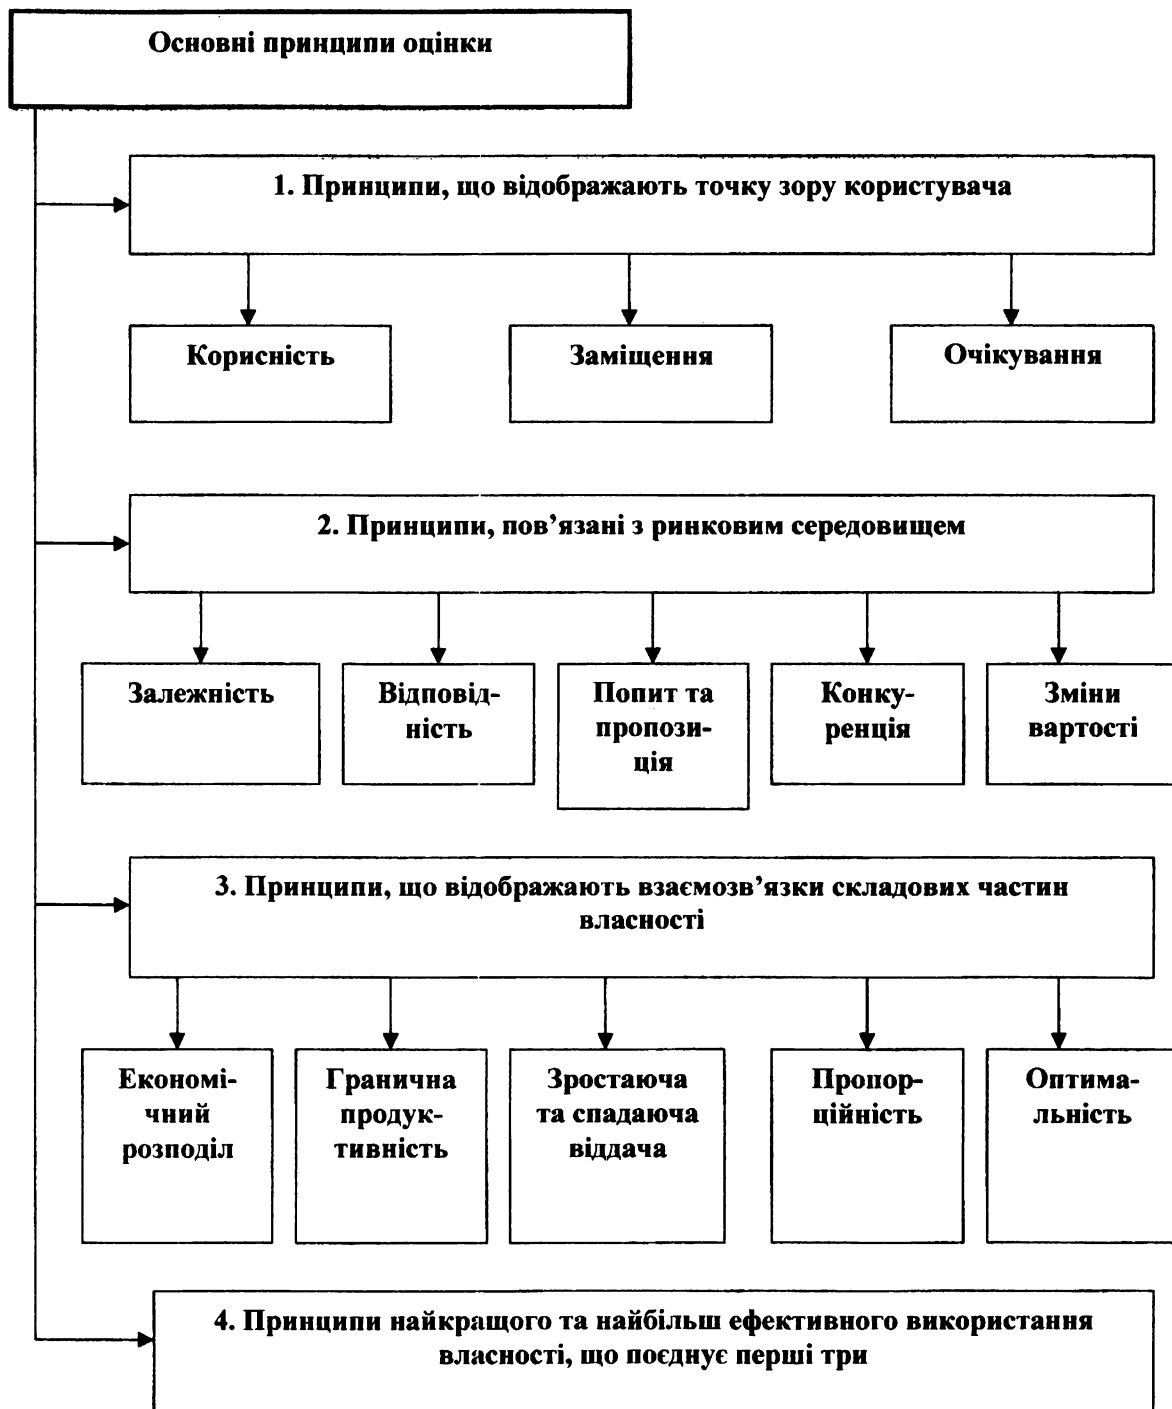 Основні принципи оцінки
1. Принципи, що відображають точку зору користувача
Корисність
Заміщення
Очікування
2. Принципи, пов’язані з ринковим середовищем
Залежність
Відповід-
ність
Попит та
пропози-
ція
Конку-
ренція
Зміни
вартості
3. Принципи, що відображають взаємозв’язки складових частин
власності
Економі-
чний
розподіл
Гранична
продук-
тивність
Зростаюча
та спадаюча
віддача
Пропор-
ційність
Оптима-
льність
4. Принципи найкращого та найбільш ефективного використання
власності, що поєднує перші три